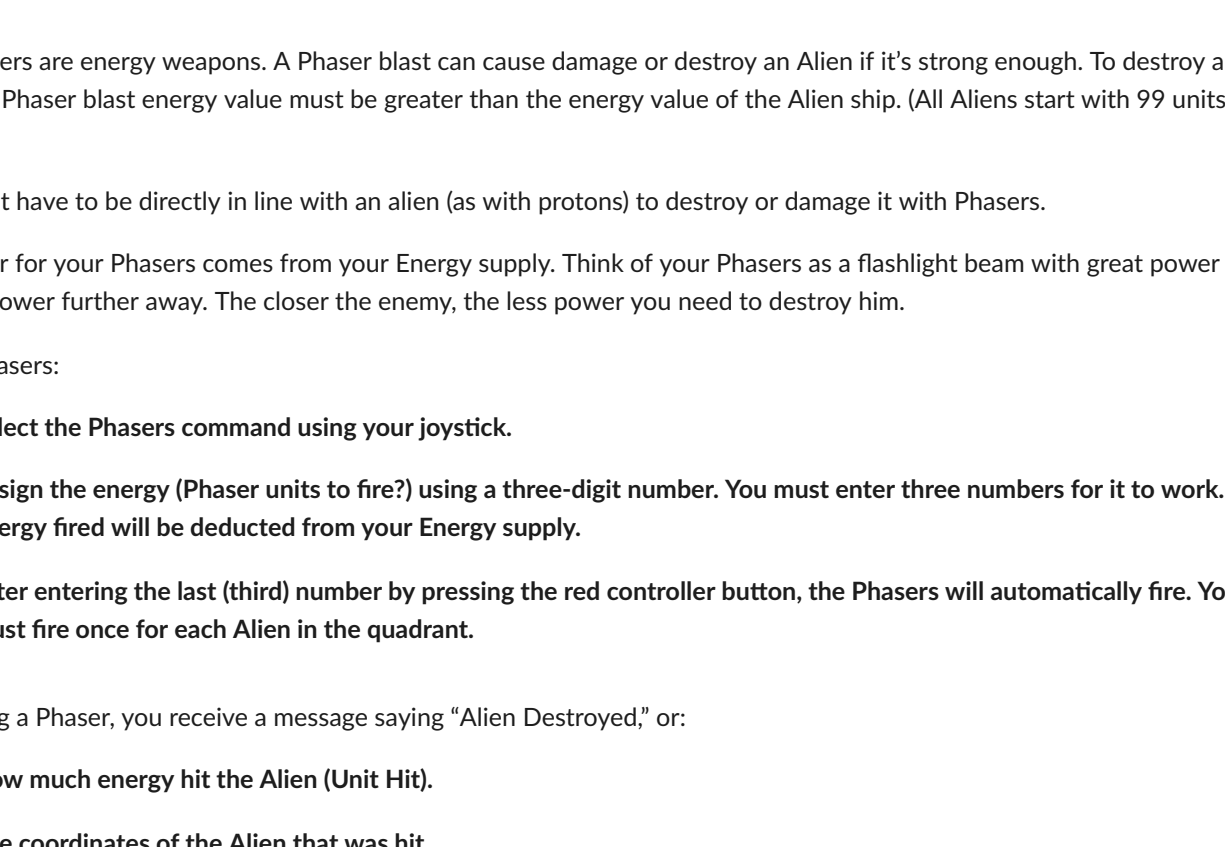 ers are energy weapons. A Phaser blast can cause damage or destroy an Alien if it’s strong enough. To destroy a
Phaser blast energy value must be greater than the energy value of the Alien ship. (All Aliens start with 99 units
t have to be directly in line with an alien (as with protons) to destroy or damage it with Phasers.
r for your Phasers comes from your Energy supply. Think of your Phasers as a flashlight beam with great power
ower further away. The closer the enemy, the less power you need to destroy him.
asers:
lect the Phasers command using your joystick.
sign the energy (Phaser units to fire?) using a three-digit number. You must enter three numbers for it to work.
ergy fired will be deducted from your Energy supply.
ter entering the last (third) number by pressing the red controller button, the Phasers will automatically fire. Yo
ust fire once for each Alien in the quadrant.
g a Phaser, you receive a message saying “Alien Destroyed,” or:
ow much energy hit the Alien (Unit Hit).
e coordinates of the Alien that was hit.